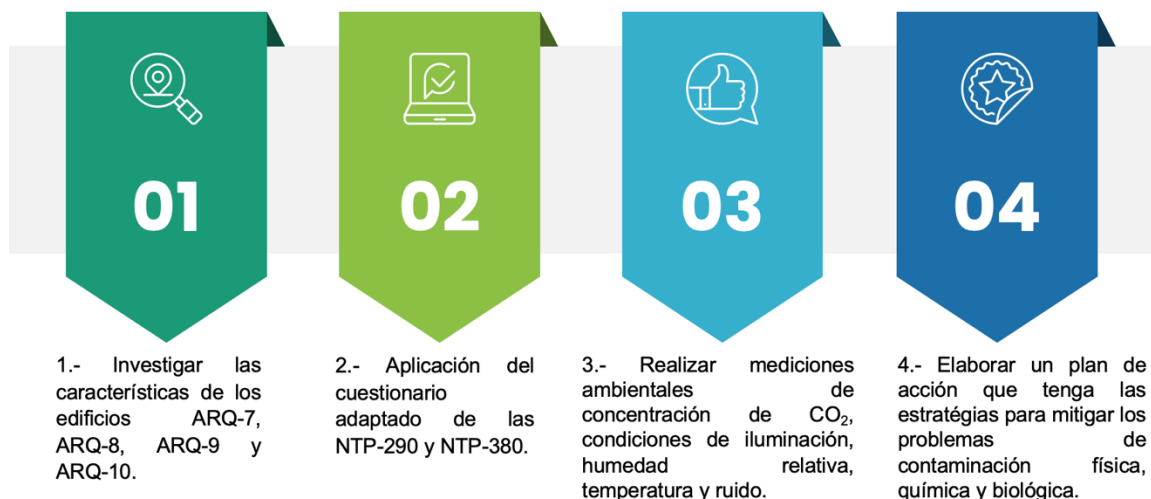 01
02
03
04
1.- Investigar las
características de los
edificios ARQ-7,
ARQ-8, ARQ-9 y
ARQ-10.
2.- Aplicación del
cuestionario
adaptado de las
NTP-290 y NTP-380.
3.- Realizar mediciones
ambientales de
concentración de CO₂,
condiciones de iluminación,
humedad relativa,
temperatura y ruido.
4.- Elaborar un plan de
acción que tenga las
estratégias para mitigar los
problemas de
contaminación física,
química y biológica.